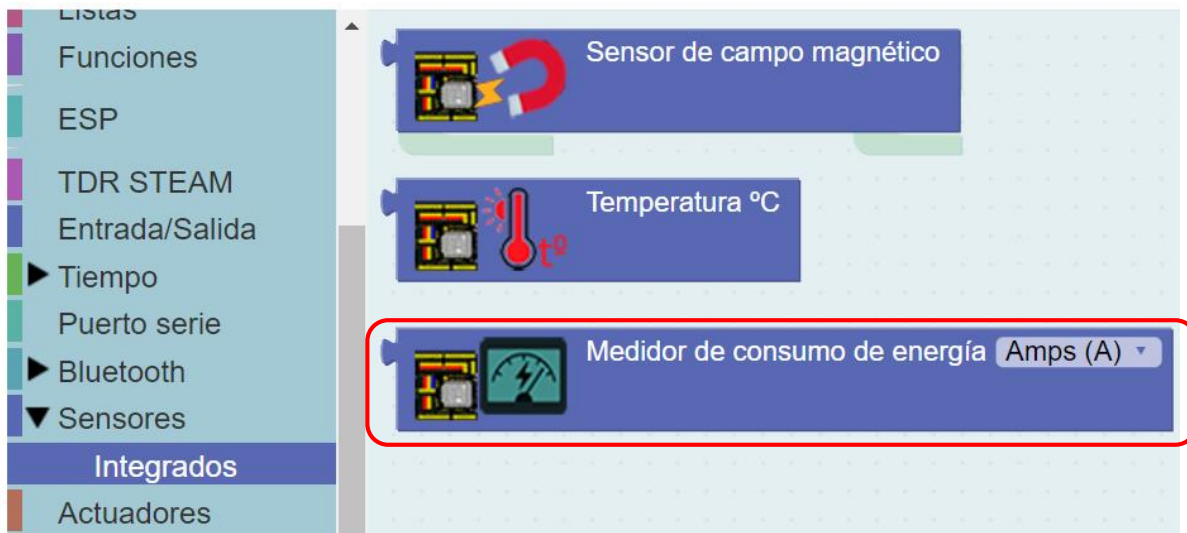 Listas
Funciones
ESP
TDR STEAM
Entrada/Salida
Tiempo
Puerto serie
Bluetooth
Sensores
Integrados
Actuadores
Sensor de campo magnético
Temperatura ºC
tº
Medidor de consumo de energía Amps (A)